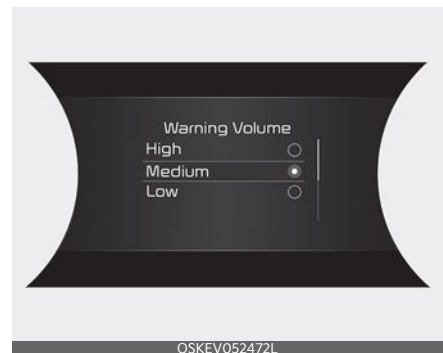 Warning Volume
High
Medium
Low
OSKEV052472L